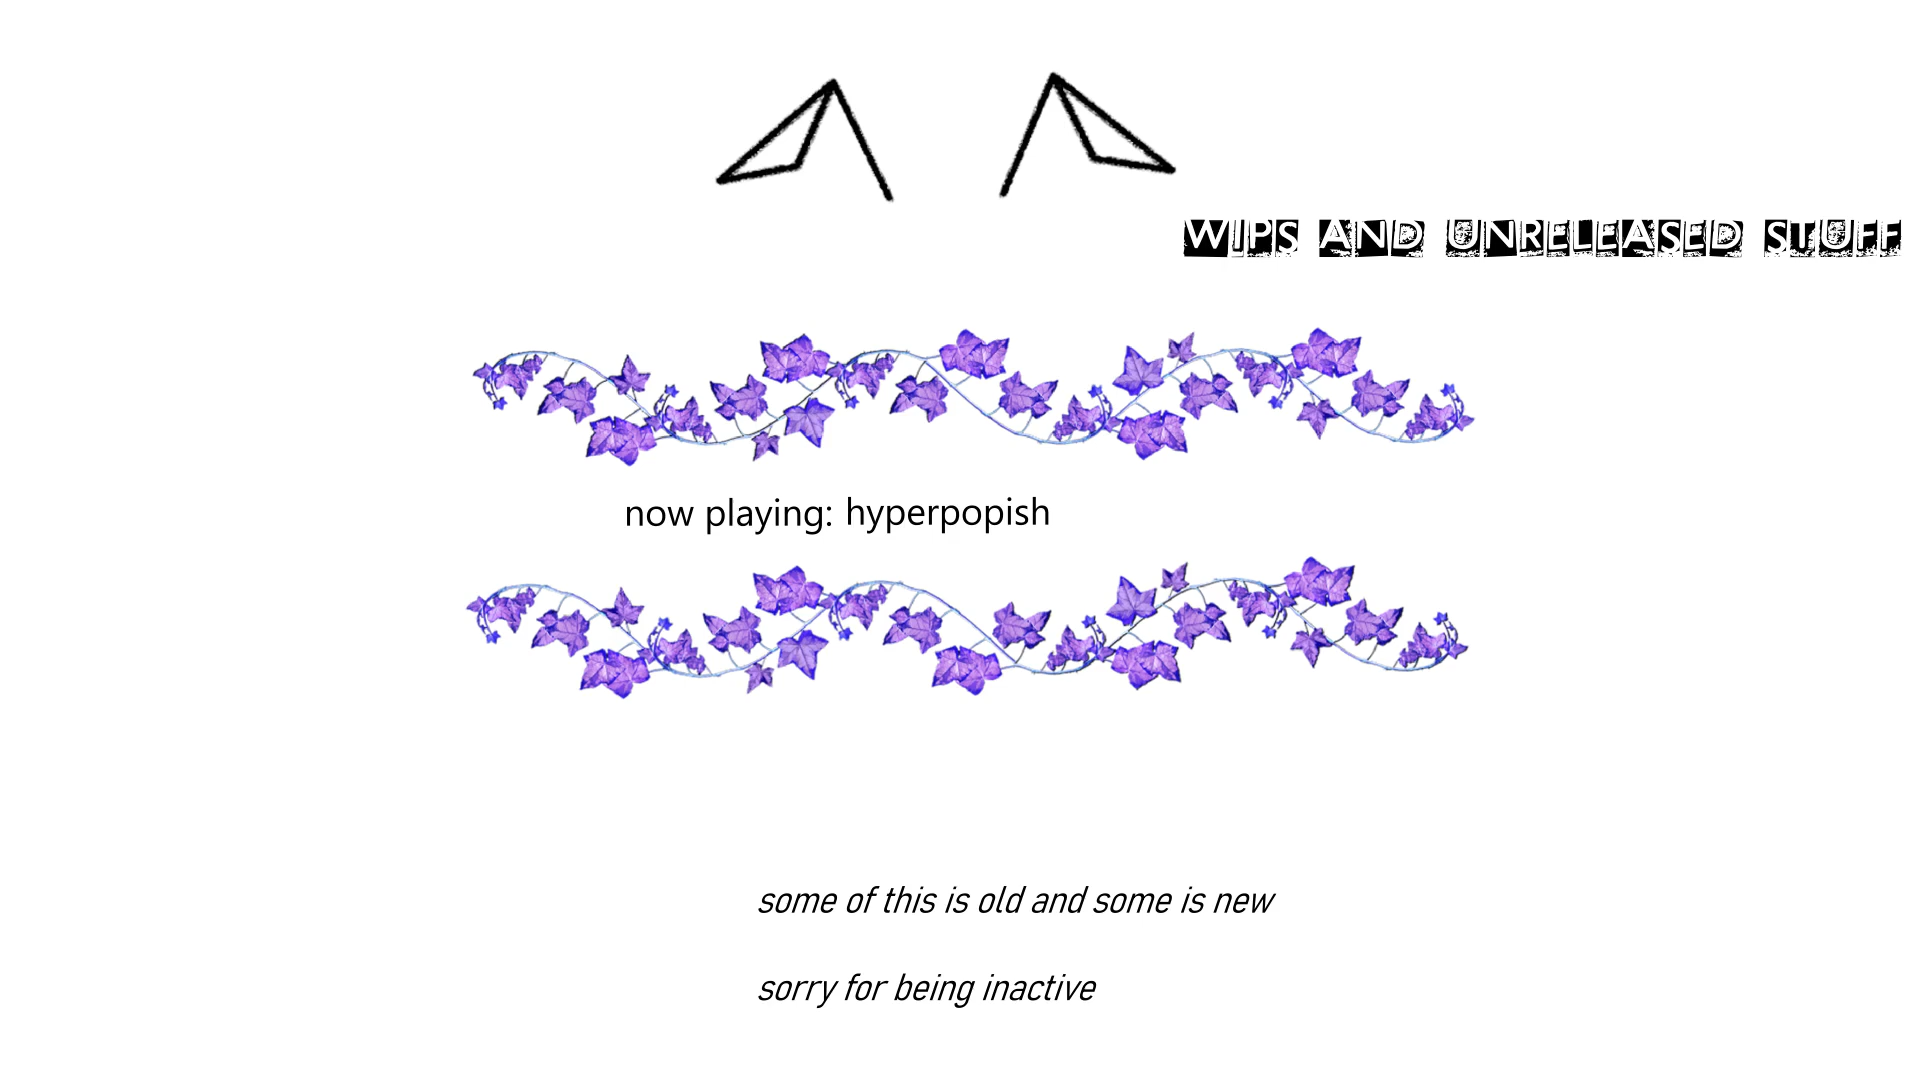 WIPS AND UNRELEASED STUFF
now playing: hyperpopish
some of this is old and some is new
sorry for being inactive